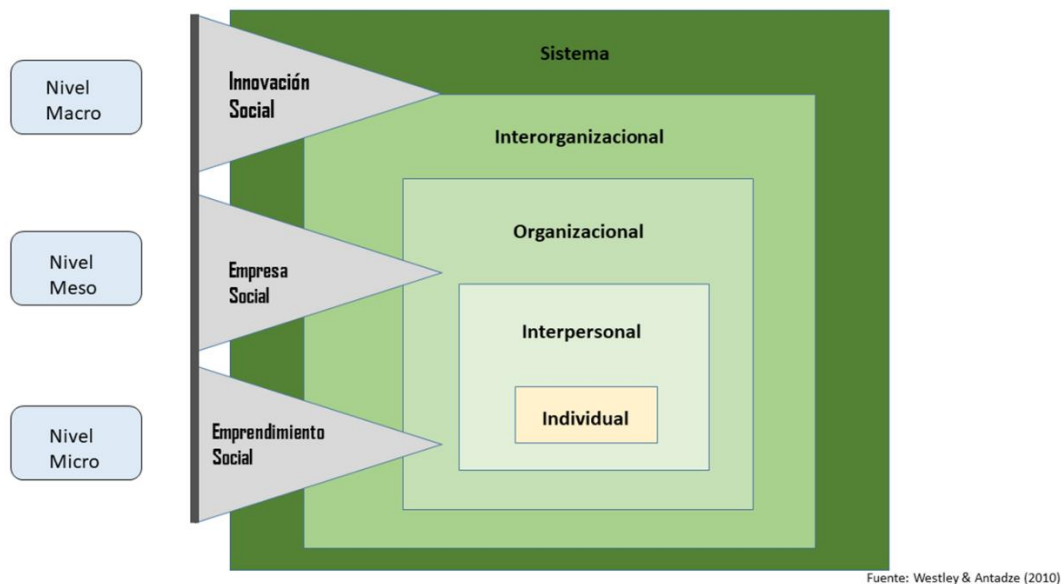 Sistema
Nivel
Macro
Innovación
Social
Interorganizacional
Organizacional
Nivel
Meso
Empresa
Social
Interpersonal
Individual
Nivel
Micro
Emprendimiento
Social
Fuente: Westley & Antadze (2010)